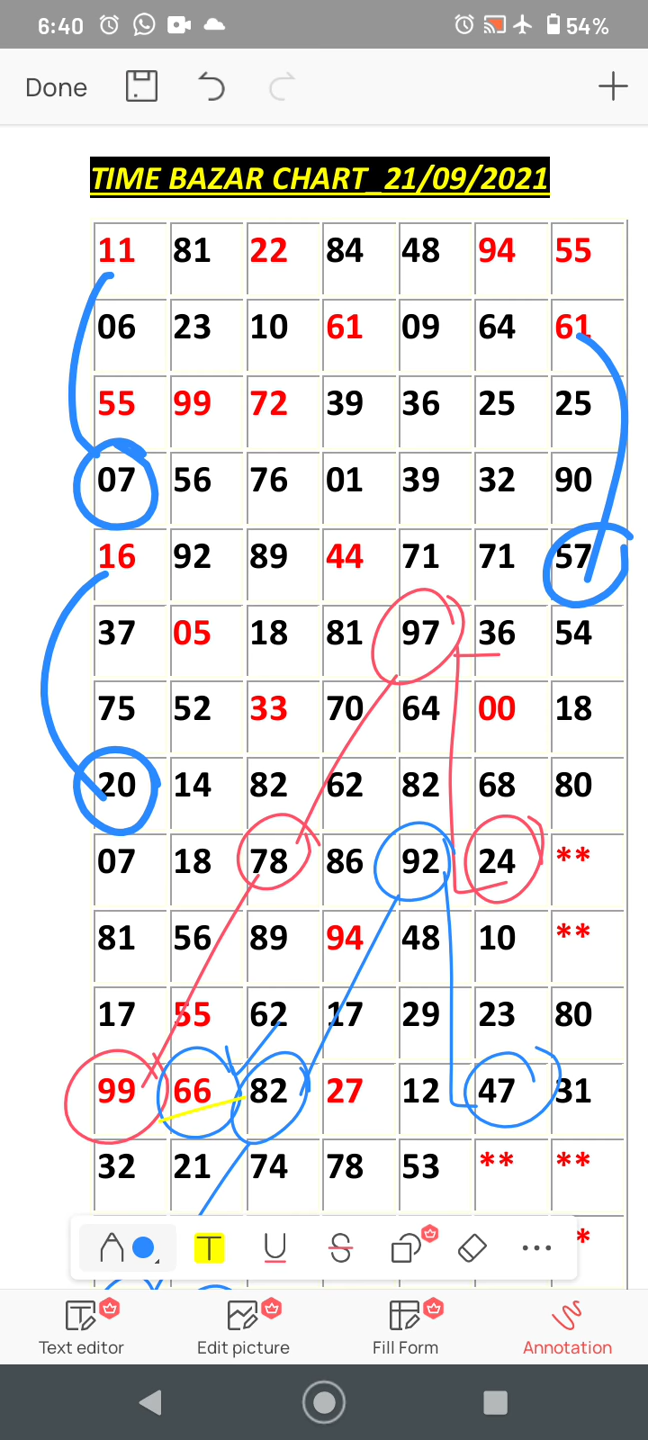 6:40 54%
Done
TIME BAZAR CHART_21/09/2021
11 81 22 84 48 94 55
06 23 10 61 09 64 61
55 99 72 39 36 25 25
07 56 76 01 39 32 90
16 92 89 44 71 71 57
37 05 18 81 97 36 54
75 52 33 70 64 00 18
20 14 82 62 82 68 80
07 18 78 86 92 24 **
81 56 89 94 48 10 **
17 55 62 17 29 23 80
99 66 82 27 12 47 31
32 21 74 78 53 ** **
*
T U S
Text editor Edit picture Fill Form Annotation